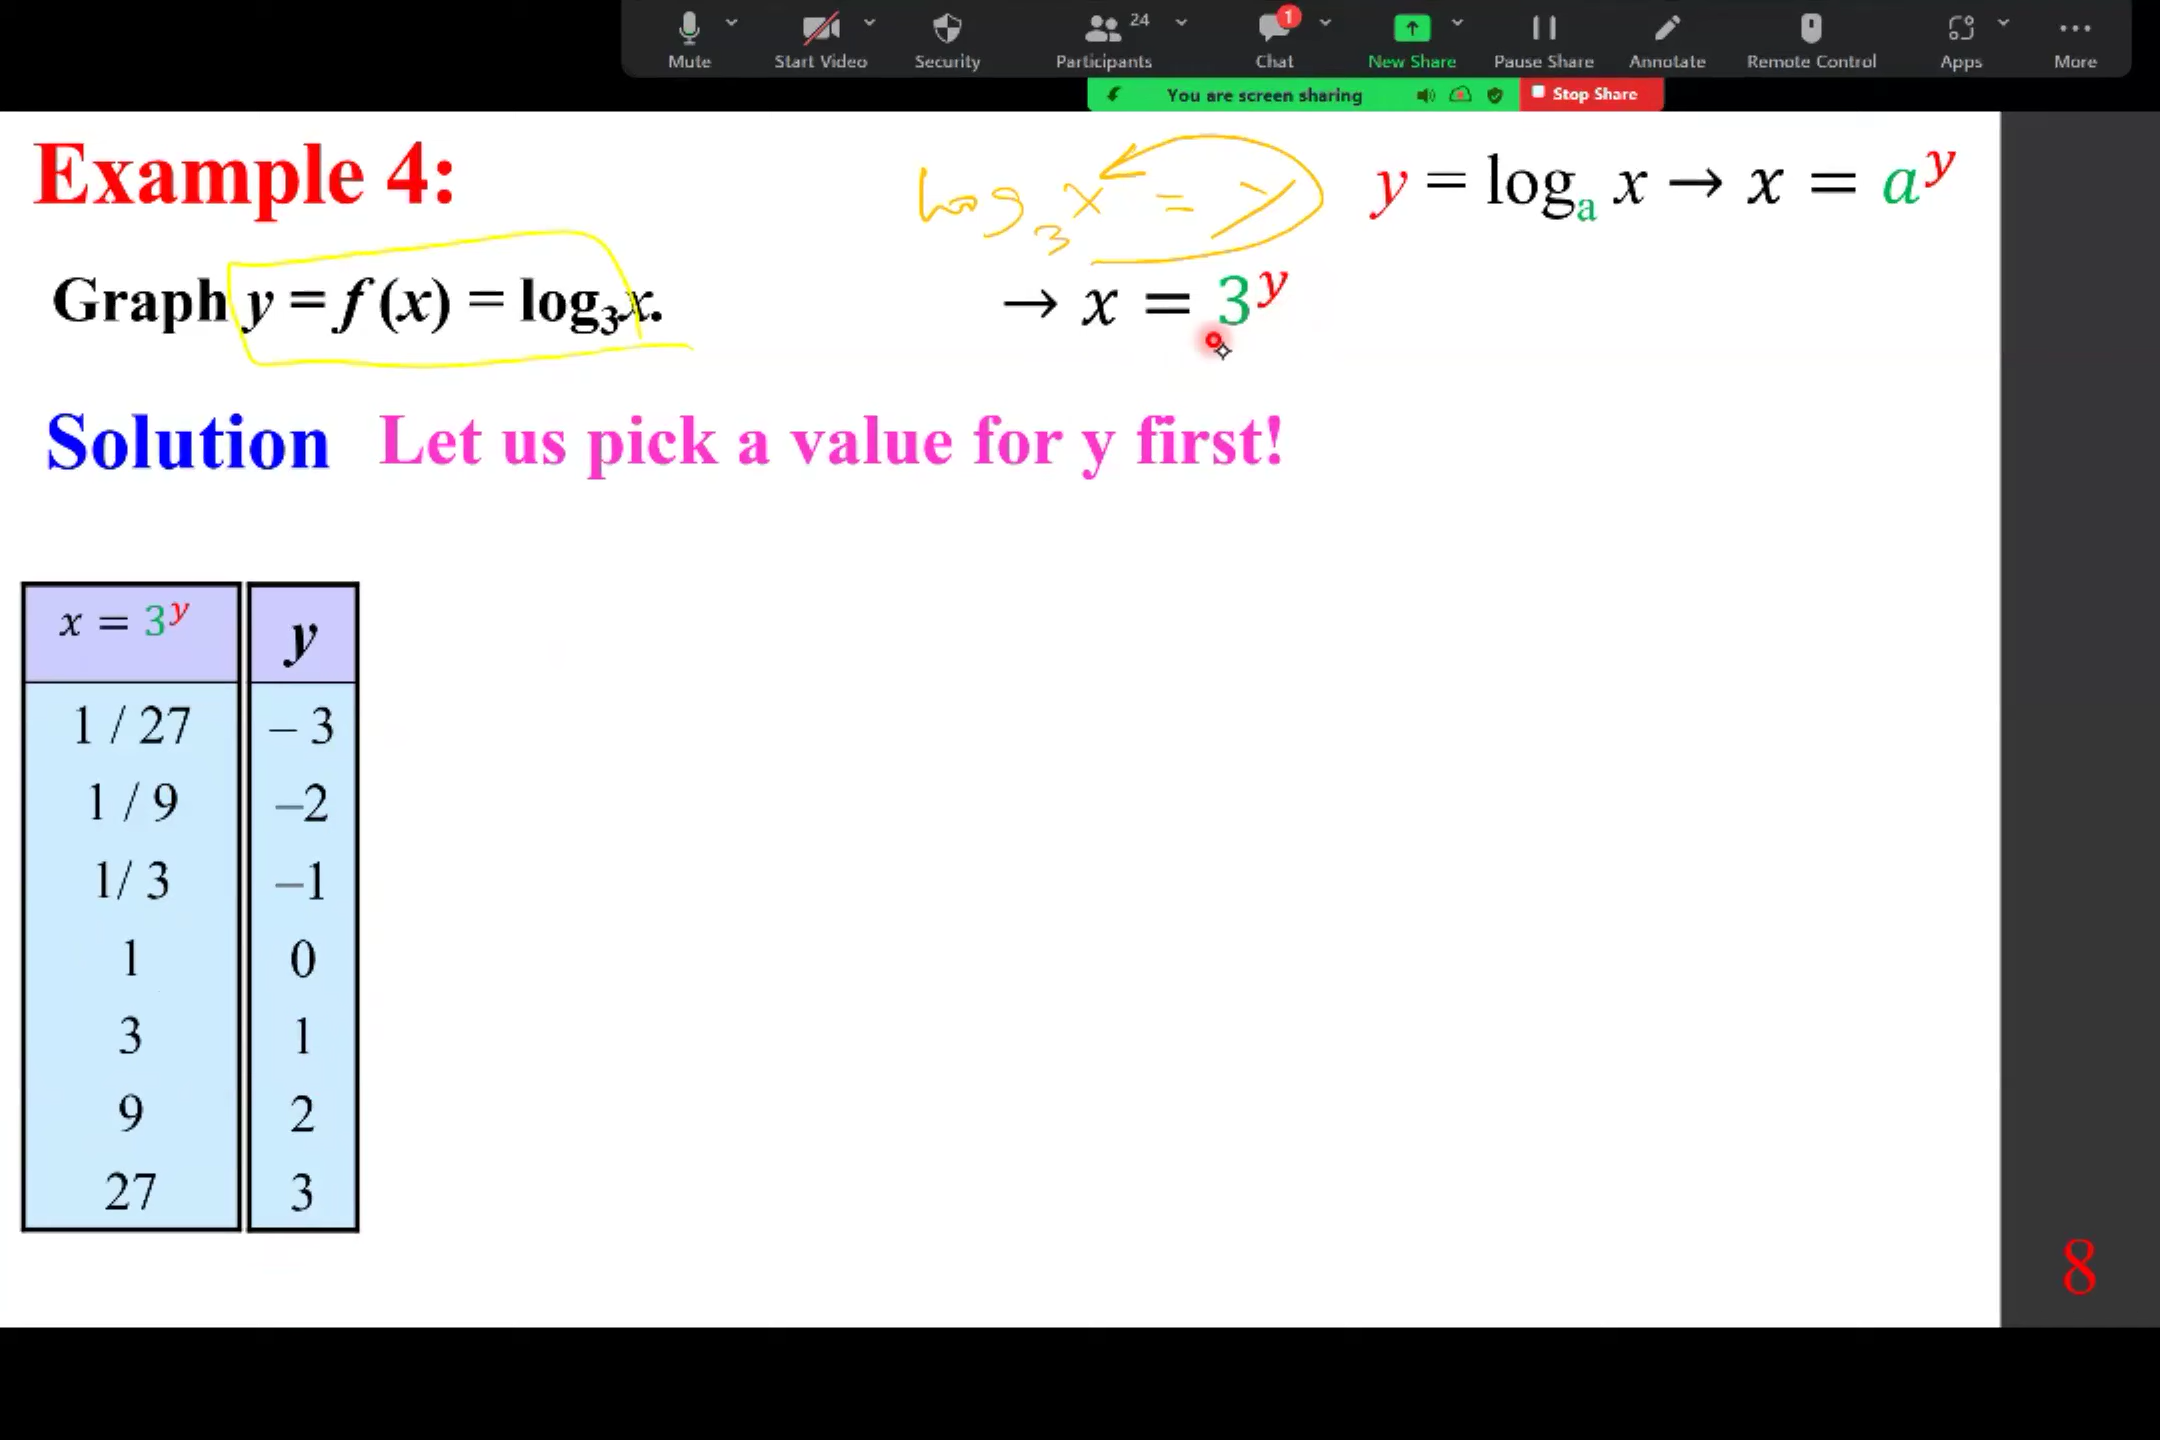 24 1
Mute Start Video Security Participants Chat New Share Pause Share Annotate Remote Control Apps More
You are screen sharing Stop Share
Example 4:
log₃ x = y
y = logₐ x → x = aʸ
Graph y = f (x) = log₃x.
→ x = 3ʸ
Solution Let us pick a value for y first!
x = 3ʸ y
1 / 27 – 3
1 / 9 –2
1/ 3 –1
1 0
3 1
9 2
27 3
8